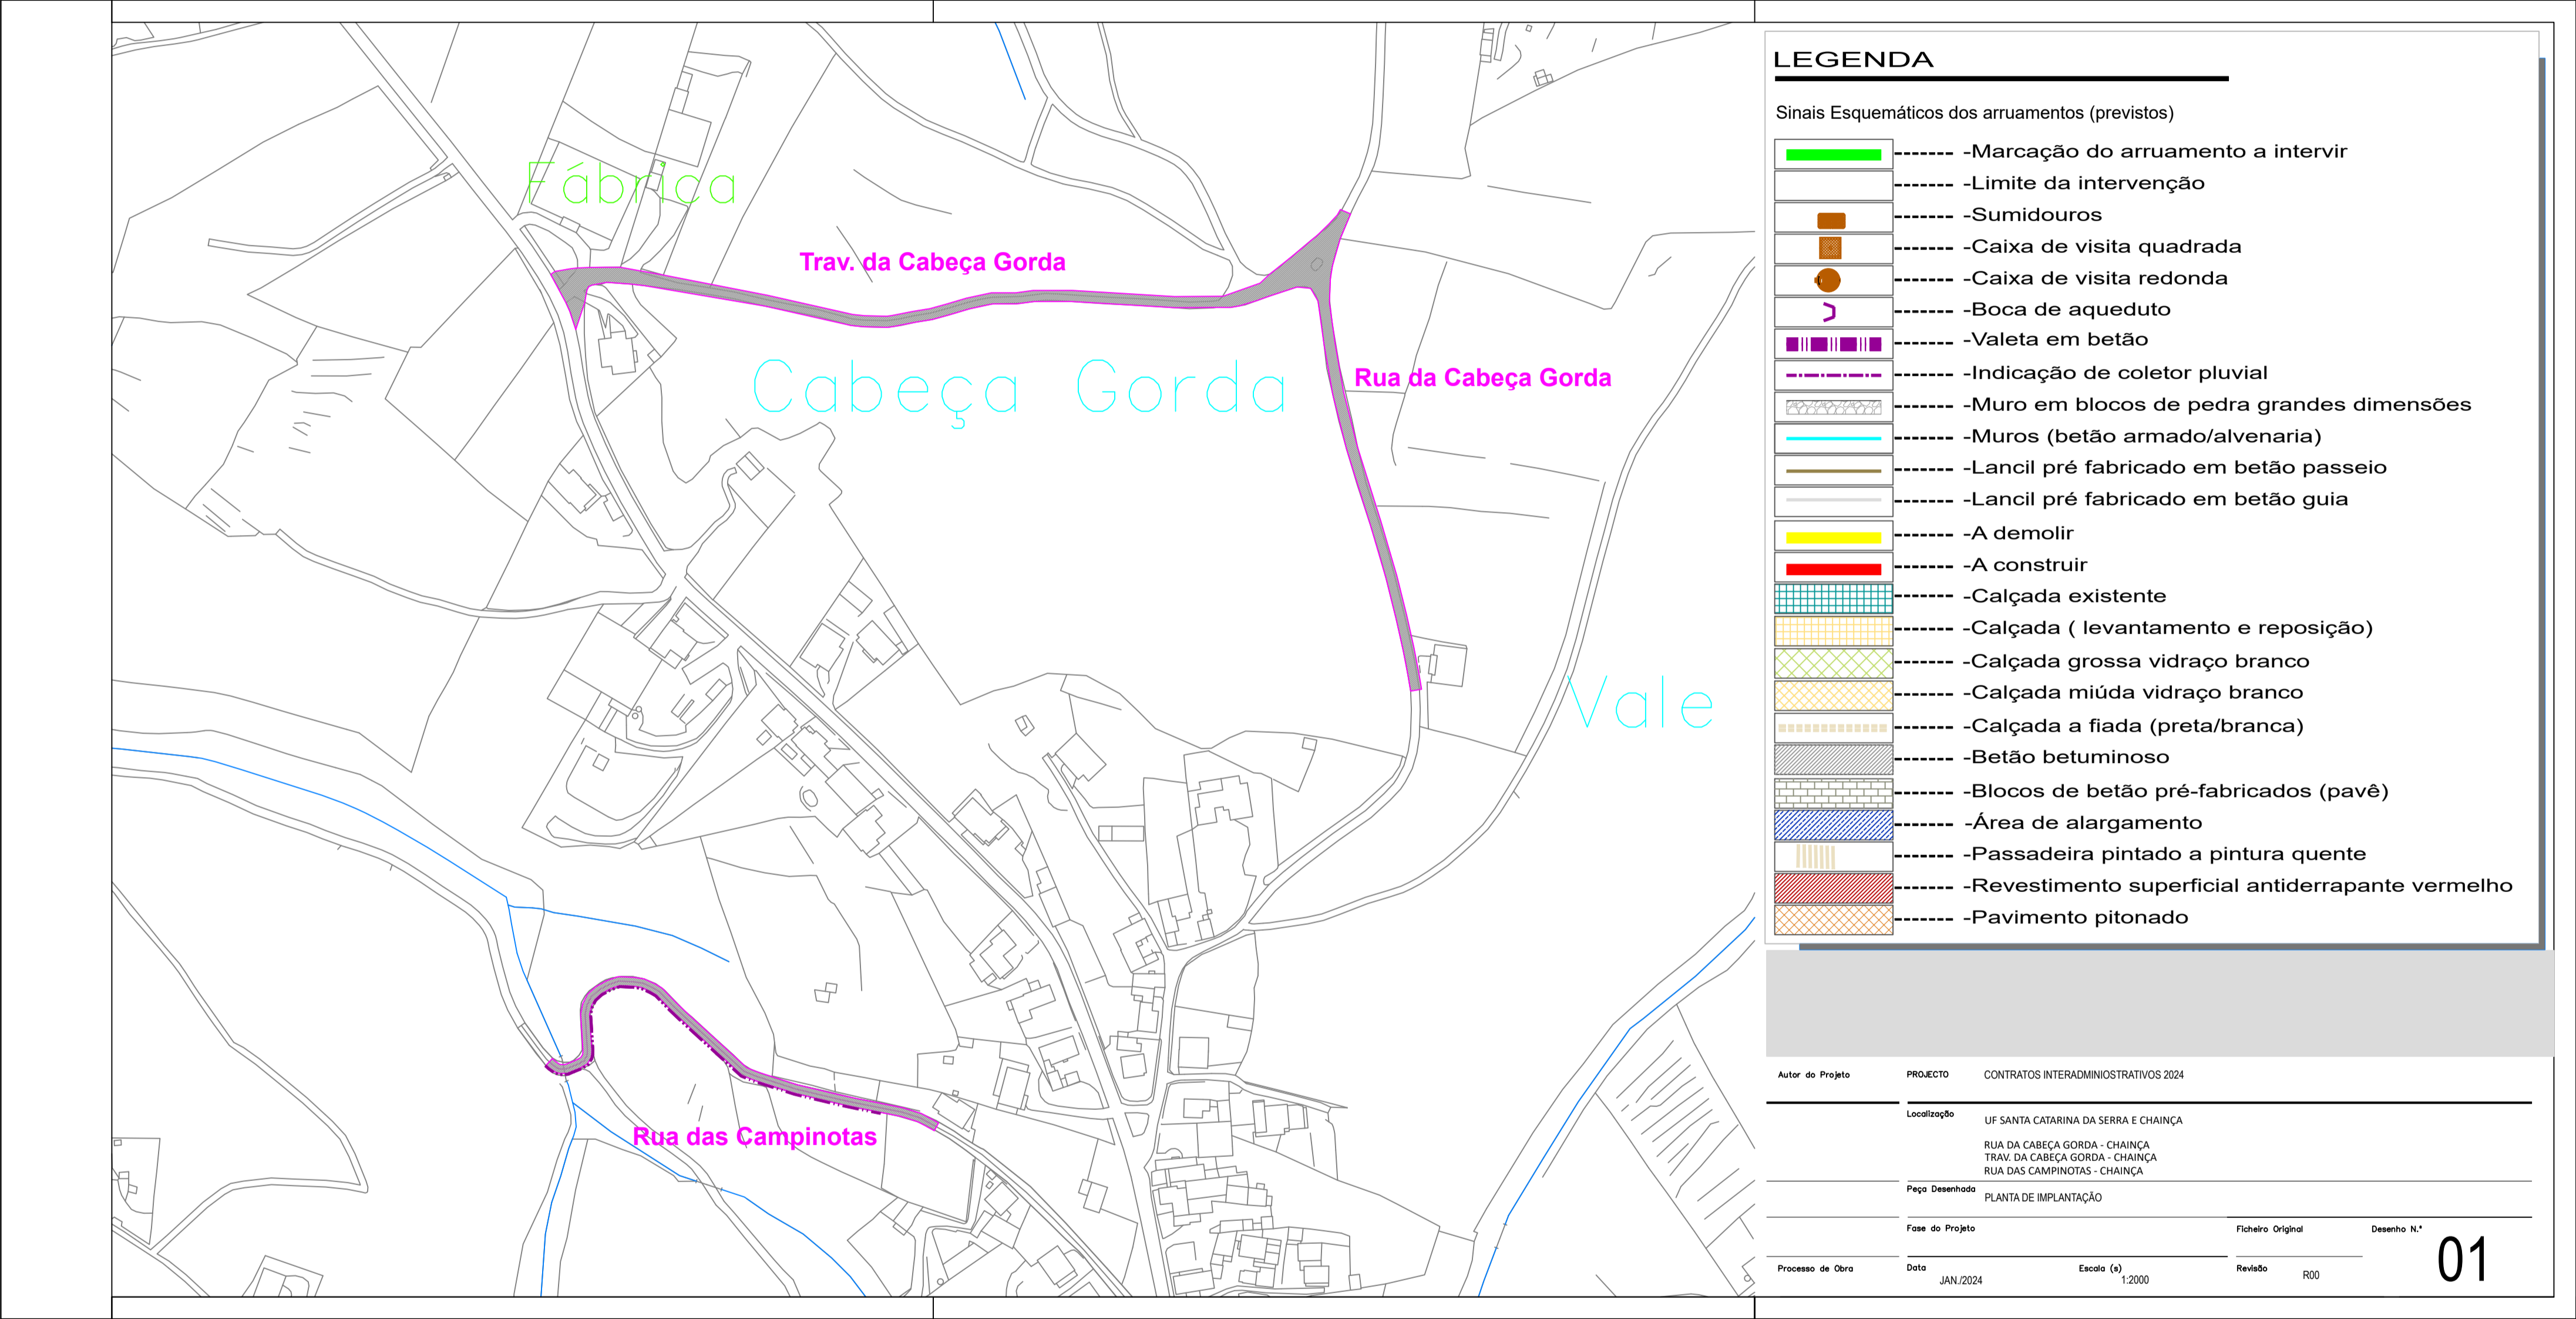 Fábrica
Trav. da Cabeça Gorda
Cabeça Gorda
Rua da Cabeça Gorda
Vale
Rua das Campinotas
LEGENDA
Sinais Esquemáticos dos arruamentos (previstos)
-Marcação do arruamento a intervir
-Limite da intervenção
-Sumidouros
-Caixa de visita quadrada
-Caixa de visita redonda
-Boca de aqueduto
-Valeta em betão
-Indicação de coletor pluvial
-Muro em blocos de pedra grandes dimensões
-Muros (betão armado/alvenaria)
-Lancil pré fabricado em betão passeio
-Lancil pré fabricado em betão guia
-A demolir
-A construir
-Calçada existente
-Calçada ( levantamento e reposição)
-Calçada grossa vidraço branco
-Calçada miúda vidraço branco
-Calçada a fiada (preta/branca)
-Betão betuminoso
-Blocos de betão pré-fabricados (pavê)
-Área de alargamento
-Passadeira pintado a pintura quente
-Revestimento superficial antiderrapante vermelho
-Pavimento pitonado
Autor do Projeto
PROJECTO CONTRATOS INTERADMINIOSTRATIVOS 2024
Localização
UF SANTA CATARINA DA SERRA E CHAINÇA
RUA DA CABEÇA GORDA - CHAINÇA
TRAV. DA CABEÇA GORDA - CHAINÇA
RUA DAS CAMPINOTAS - CHAINÇA
Peça Desenhada PLANTA DE IMPLANTAÇÃO
Fase do Projeto
Ficheiro Original
Desenho N.º
01
Processo de Obra
Data JAN./2024
Escala (s) 1:2000
Revisão R00